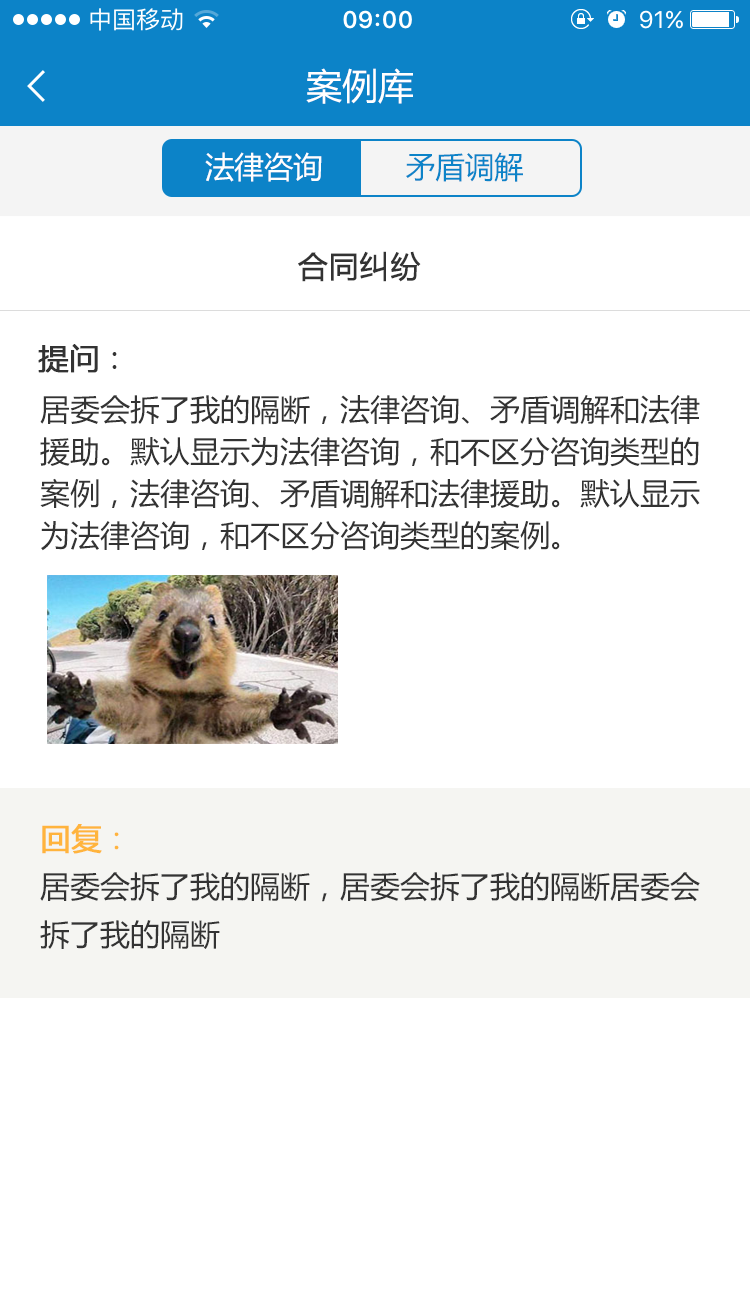 中国移动 09:00 91%
案例库
法律咨询 矛盾调解
合同纠纷
提问：
居委会拆了我的隔断，法律咨询、矛盾调解和法律
援助。默认显示为法律咨询，和不区分咨询类型的
案例，法律咨询、矛盾调解和法律援助。默认显示
为法律咨询，和不区分咨询类型的案例。
回复：
居委会拆了我的隔断，居委会拆了我的隔断居委会
拆了我的隔断